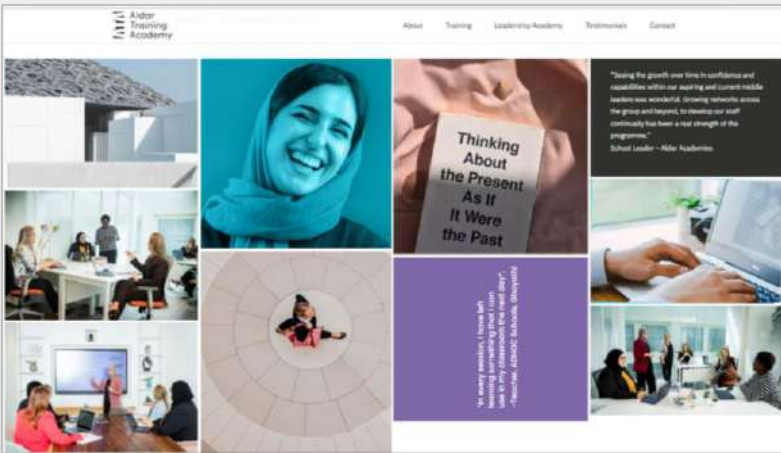 Aldar
Training
Academy
About
Training
Leadership Academy
Testimonials
Contact
Thinking
About
the Present
As If
It Were
the Past
"Seeing the growth over time in confidence and
capabilities within our aspiring and current middle
leaders was wonderful. Growing networks across
the group and beyond, to develop our staff
continually has been a real strength of the
programme."
School Leader – Aldar Academies
"In every session, I have left
learning something that I can
use in my classroom the next day".
-Teacher, ADNOC Schools, Ghayathi